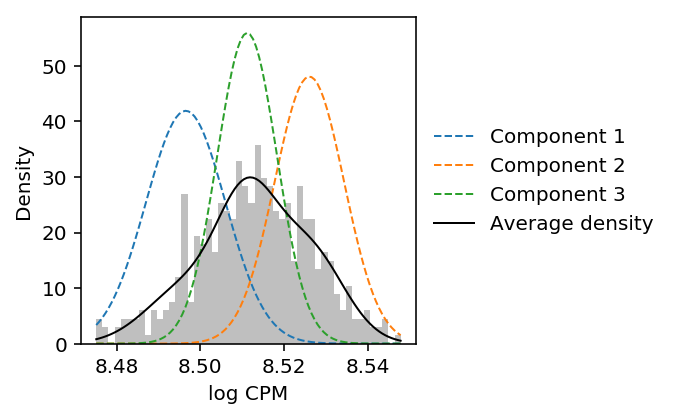 50
40
30
20
10
0
Density
8.48 8.50 8.52 8.54
log CPM
Component 1
Component 2
Component 3
Average density